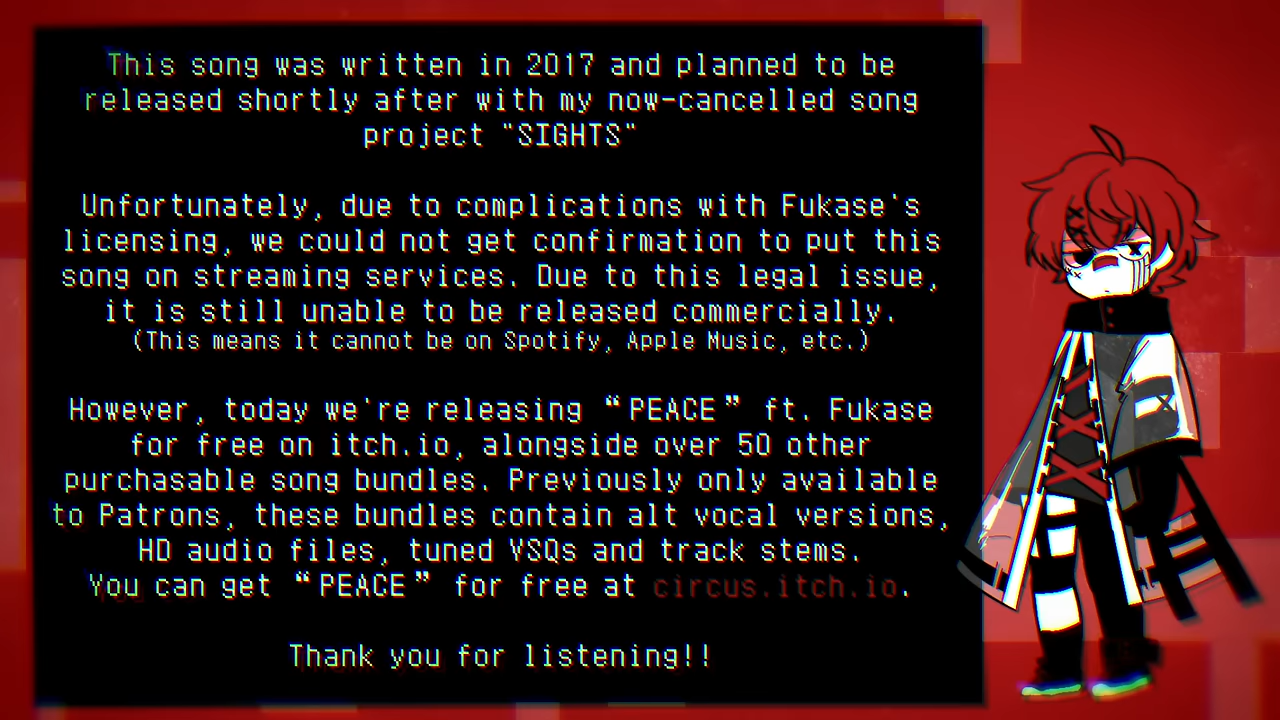 This song was written in 2017 and planned to be
released shortly after with my now-cancelled song
project "SIGHTS"
Unfortunately, due to complications with Fukase's
licensing, we could not get confirmation to put this
song on streaming services. Due to this legal issue,
it is still unable to be released commercially.
(This means it cannot be on Spotify, Apple Music, etc.)
However, today we're releasing “PEACE” ft. Fukase
for free on itch.io, alongside over 50 other
purchasable song bundles. Previously only available
to Patrons, these bundles contain alt vocal versions,
HD audio files, tuned VSQs and track stems.
You can get “PEACE” for free at circus.itch.io.
Thank you for listening!!